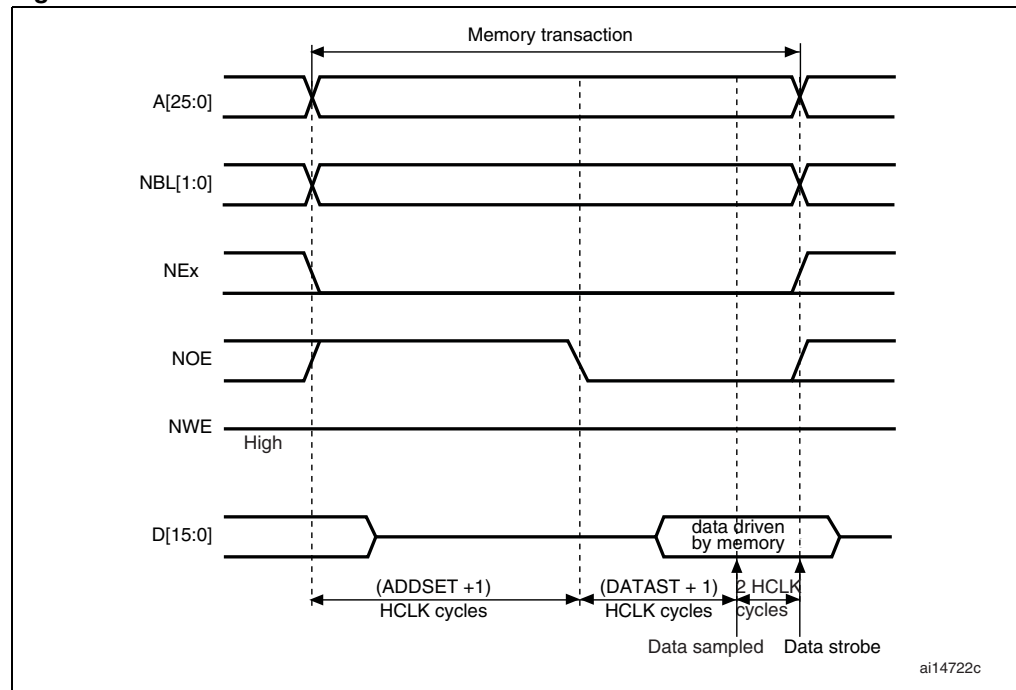 Memory transaction
A[25:0]
NBL[1:0]
NEx
NOE
NWE
High
D[15:0]
data driven
by memory
(ADDSET +1)
HCLK cycles
(DATAST + 1)
HCLK cycles
2 HCLK
cycles
Data sampled
Data strobe
ai14722c